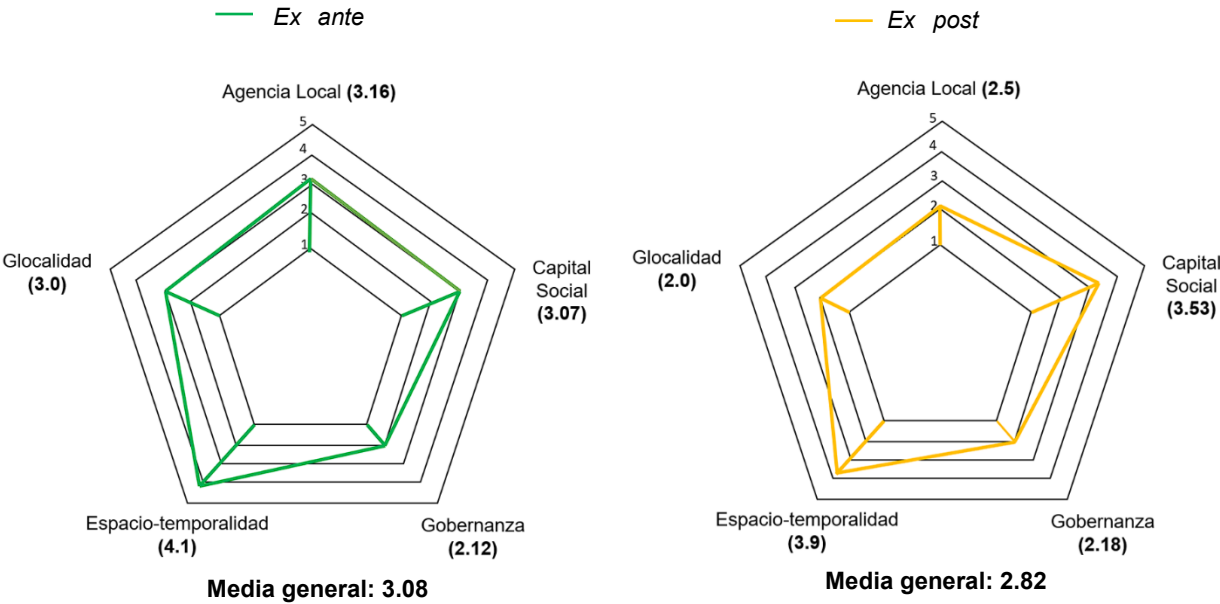 Ex ante
Agencia Local (3.16)
5
4
3
2
1
Glocalidad
(3.0)
Capital
Social
(3.07)
Espacio-temporalidad
(4.1)
Gobernanza
(2.12)
Media general: 3.08
Ex post
Agencia Local (2.5)
5
4
3
2
1
Glocalidad
(2.0)
Capital
Social
(3.53)
Espacio-temporalidad
(3.9)
Gobernanza
(2.18)
Media general: 2.82